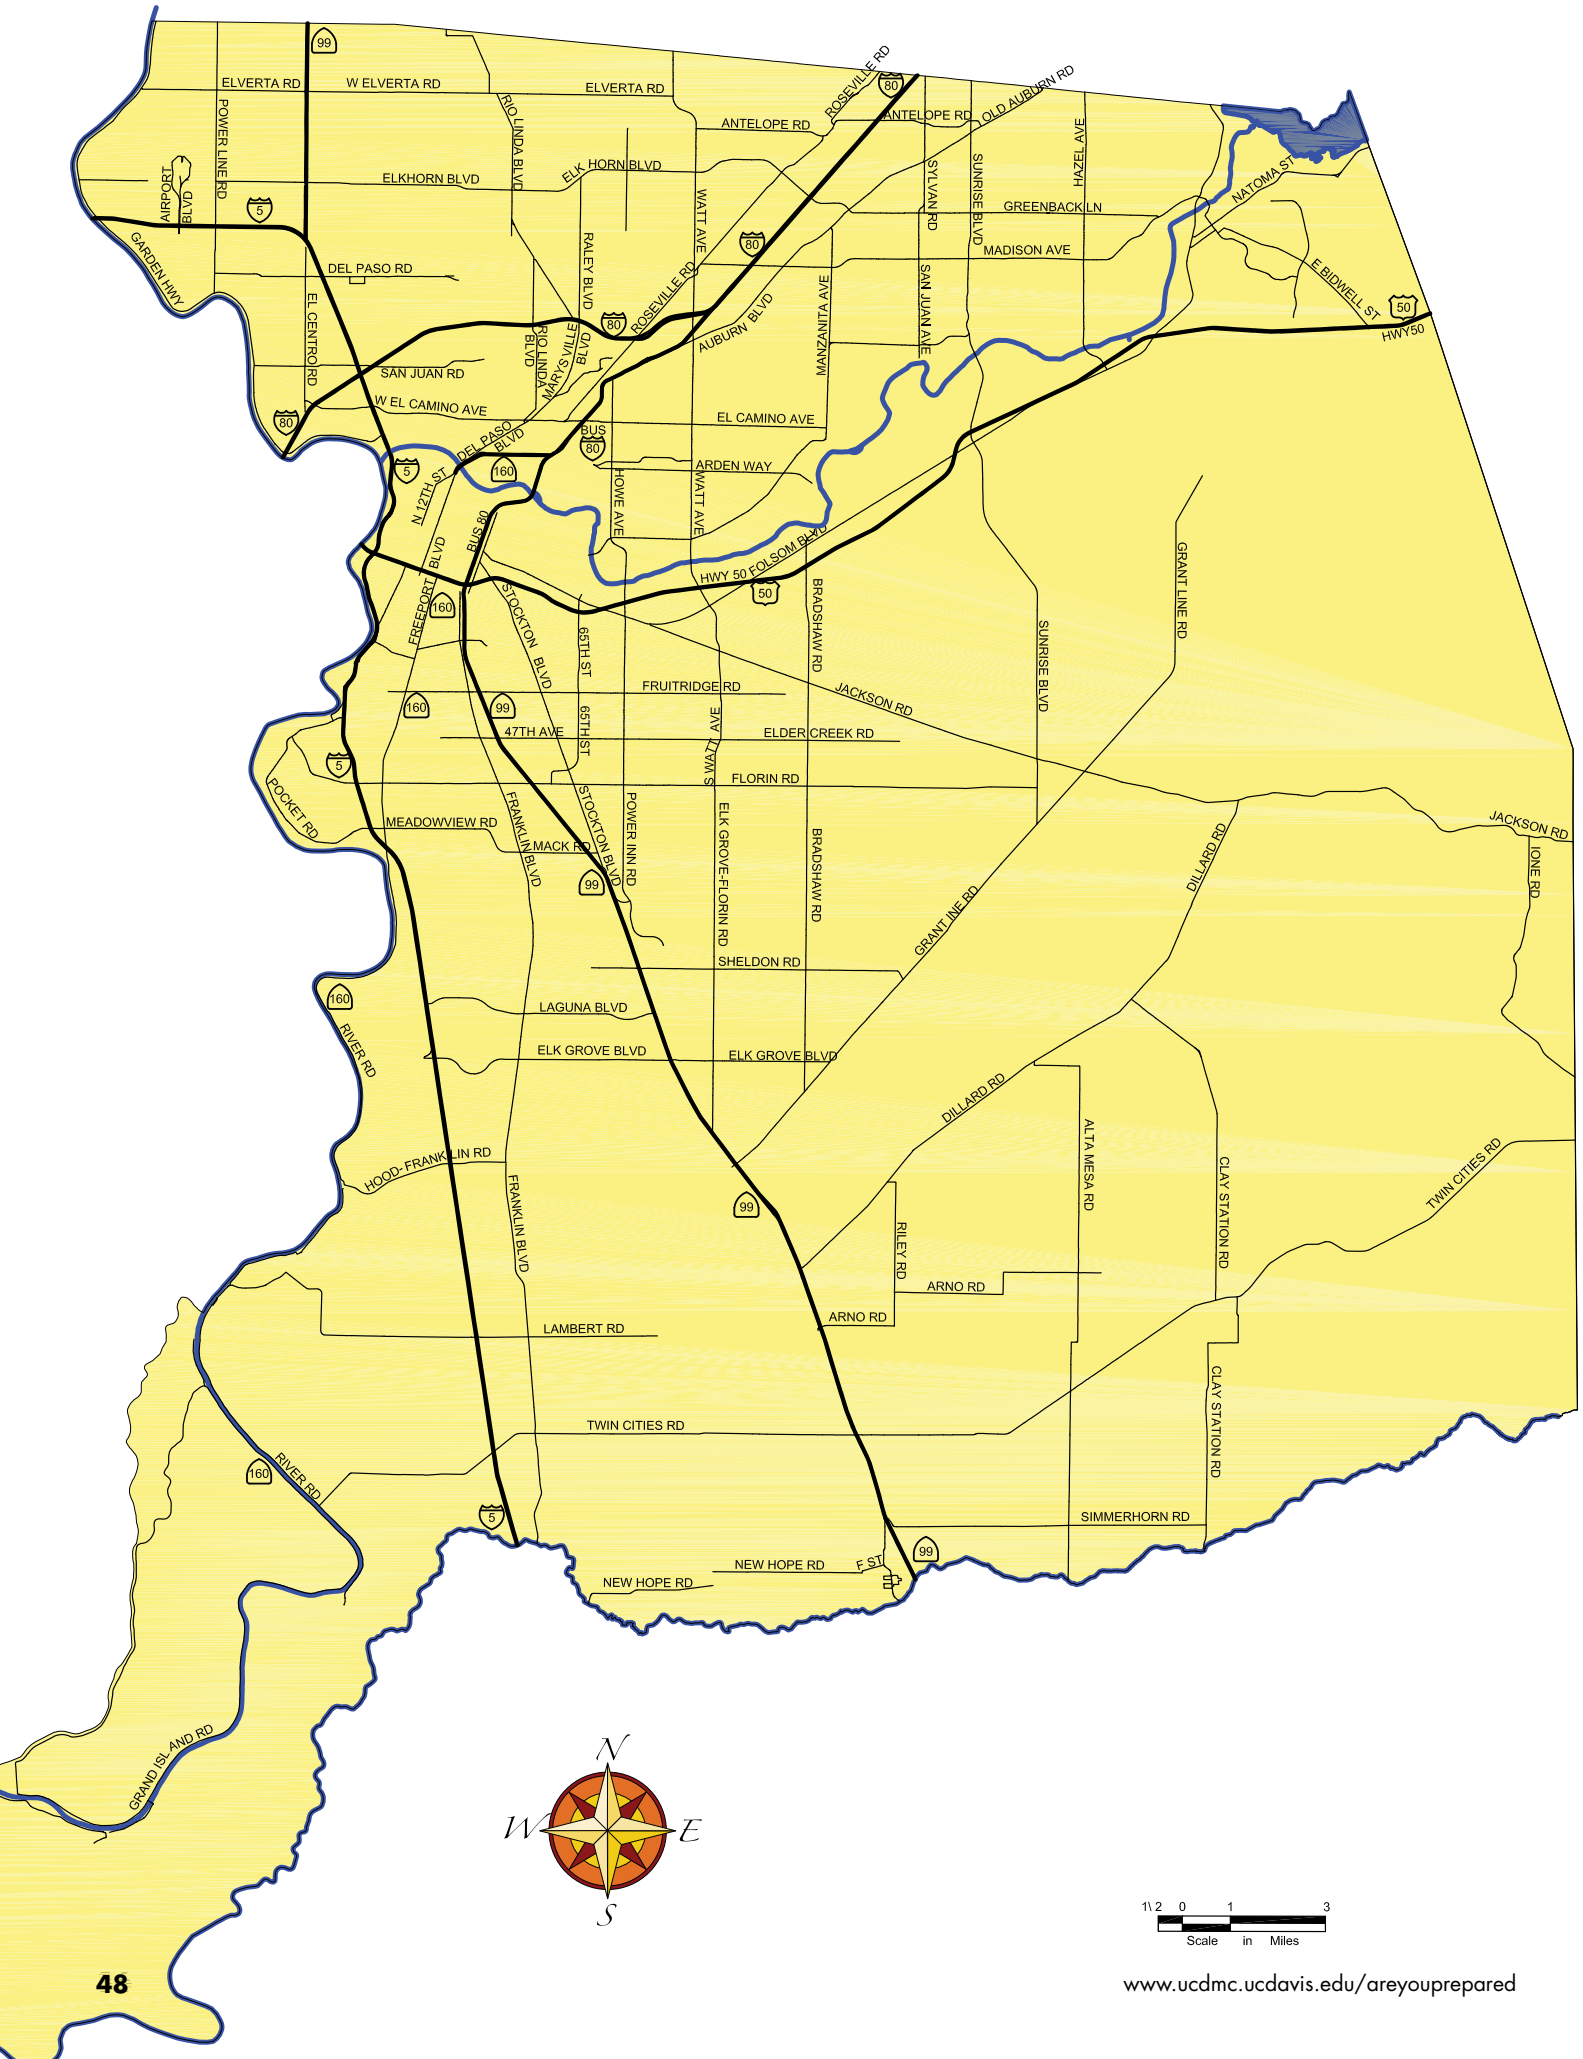 99
ROSEVILLE RD
80
OLD AUBURN RD
ELVERTA RD
W ELVERTA RD
ELVERTA RD
POWER LINE RD
RIO LINDA BLVD
ANTELOPE RD
ANTELOPE RD
HAZEL AVE
ELK HORN BLVD
ELKHORN BLVD
AIRPORT
BLVD
5
WATT AVE
SYLVAN RD
SUNRISE BLVD
NATOMA ST
GREENBACK LN
GARDEN HWY
RALEY BLVD
80
MADISON AVE
DEL PASO RD
ROSEVILLE RD
SAN JUAN AVE
E BIDWELL ST
50
HWY50
EL CENTRO RD
80
AUBURN BLVD
MANZANITA AVE
RIO LINDA
BLVD
MARYSVILLE
BLVD
SAN JUAN RD
W EL CAMINO AVE
EL CAMINO AVE
80
DEL PASO
BLVD
BUS
80
5
160
ARDEN WAY
N 12TH ST
HOWE AVE
WATT AVE
BUS 80
HWY 50
FOLSOM BLVD
50
FREEPORT BLVD
160
STOCKTON BLVD
65TH ST
BRADSHAW RD
SUNRISE BLVD
GRANT LINE RD
FRUITRIDGE RD
JACKSON RD
160
99
65TH ST
S WATT AVE
47TH AVE
ELDER CREEK RD
5
FLORIN RD
POCKET RD
MEADOWVIEW RD
FRANKLIN BLVD
MACK RD
STOCKTON BLVD
POWER INN RD
ELK GROVE-FLORIN RD
BRADSHAW RD
DILLARD RD
JACKSON RD
IONE RD
99
GRANT INE RD
SHELDON RD
160
RIVER RD
LAGUNA BLVD
ELK GROVE BLVD
ELK GROVE BLVD
DILLARD RD
ALTA MESA RD
CLAY STATION RD
TWIN CITIES RD
HOOD-FRANKLIN RD
FRANKLIN BLVD
99
RILEY RD
ARNO RD
ARNO RD
LAMBERT RD
CLAY STATION RD
TWIN CITIES RD
160
RIVER RD
5
SIMMERHORN RD
99
NEW HOPE RD
F ST
NEW HOPE RD
GRAND ISLAND RD
N
W
E
S
1\ 2 0 1 3
Scale in Miles
48
www.ucdmc.ucdavis.edu/areyouprepared